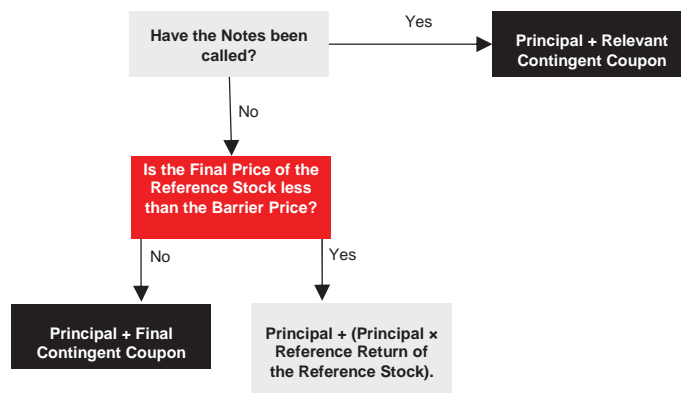 Have the Notes been
called?
Yes
Principal + Relevant
Contingent Coupon
No
Is the Final Price of the
Reference Stock less
than the Barrier Price?
No
Yes
Principal + Final
Contingent Coupon
Principal + (Principal ×
Reference Return of
the Reference Stock).